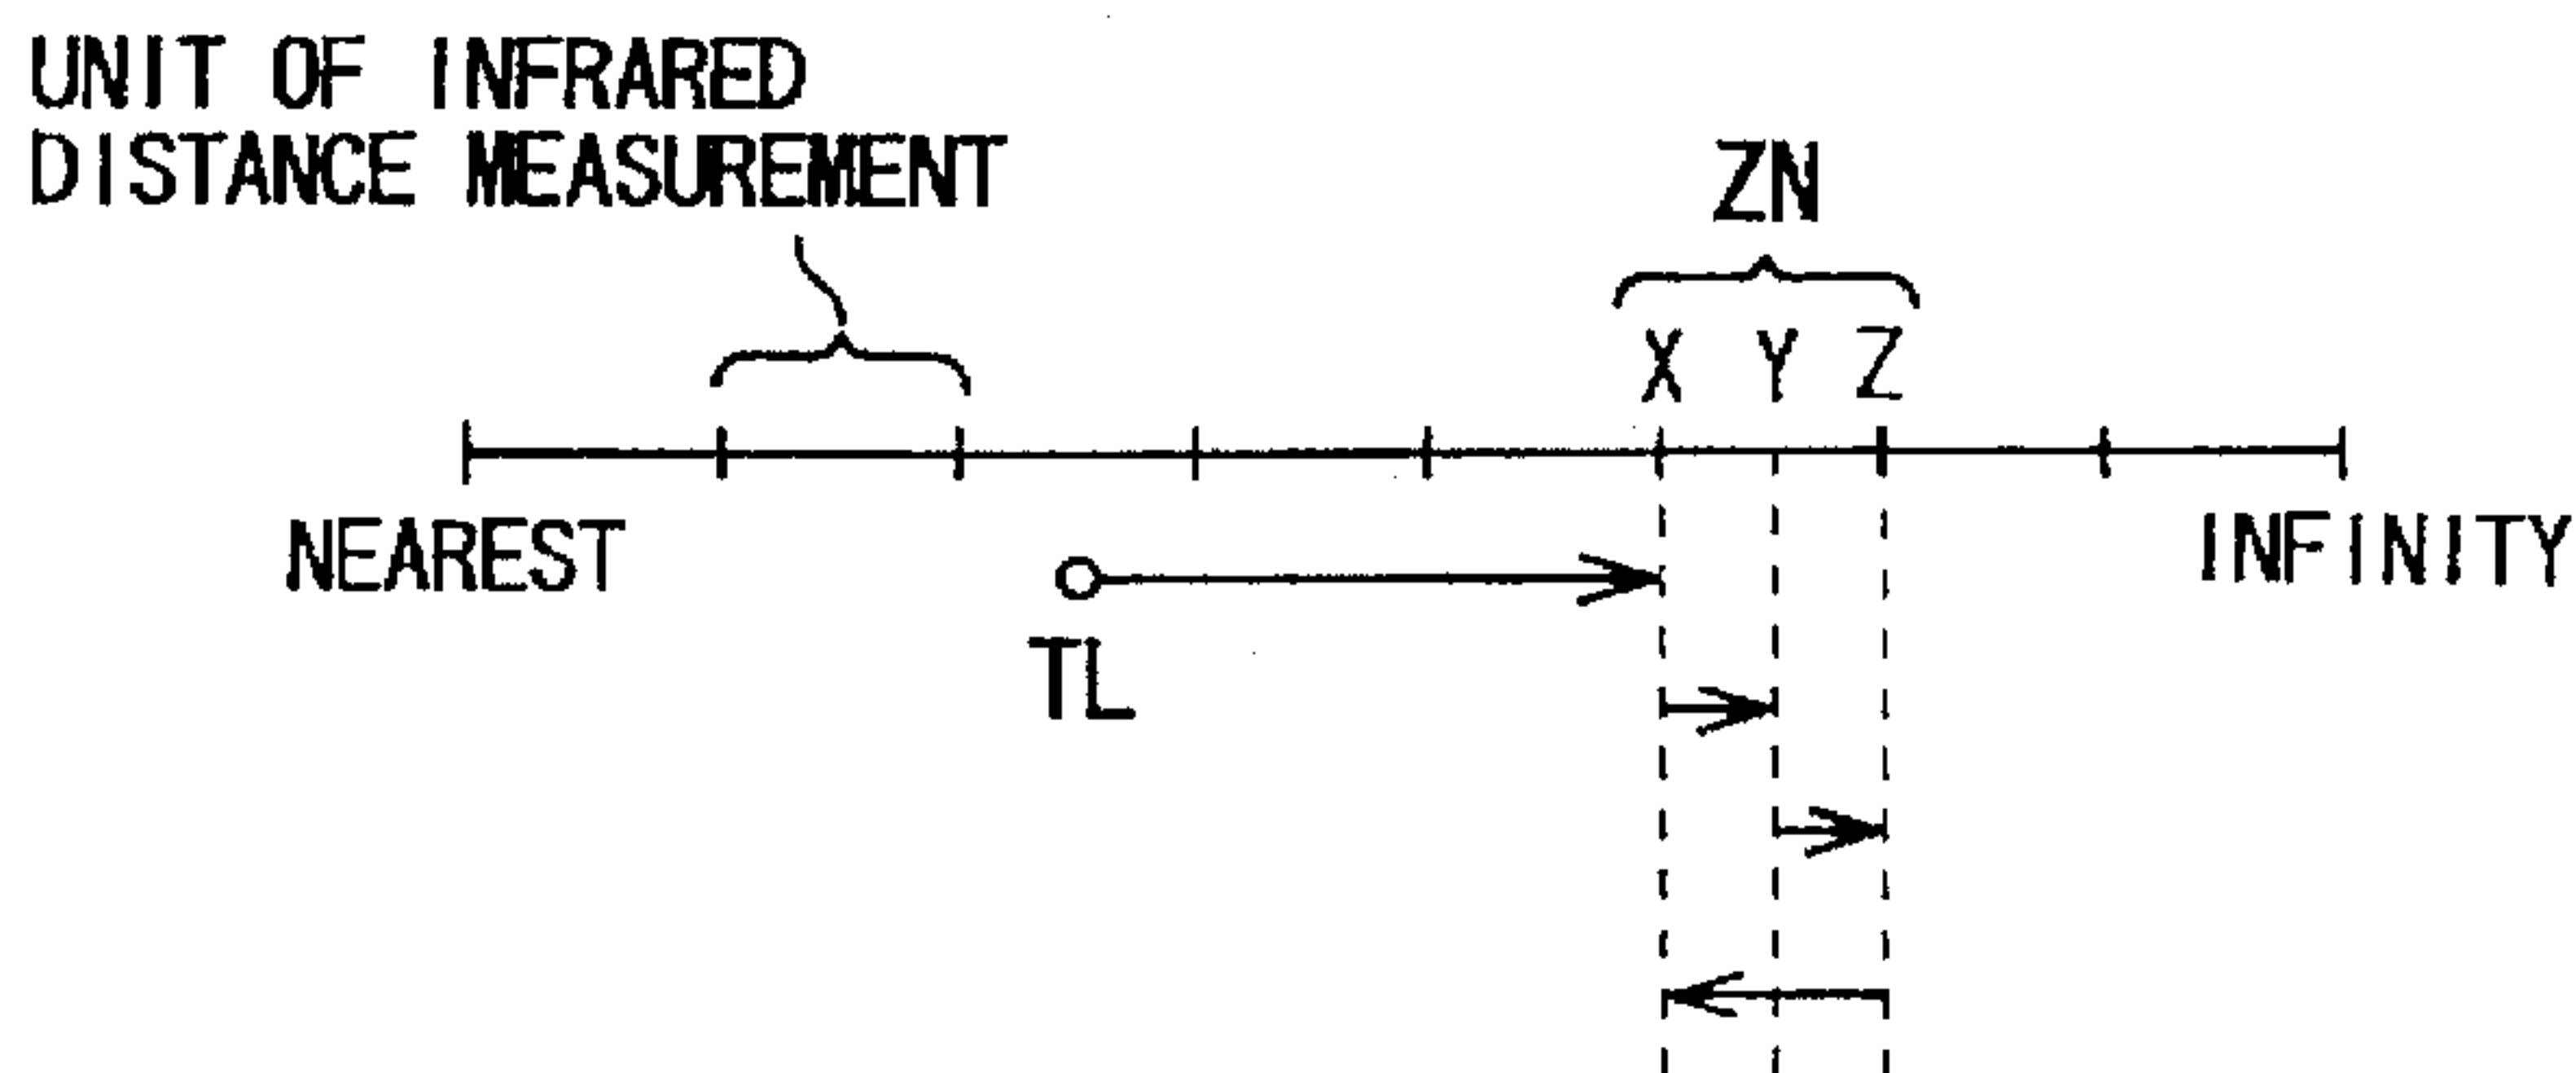 UNIT OF INFRARED
DISTANCE MEASUREMENT
ZN
X Y Z
NEAREST
INFINITY
TL